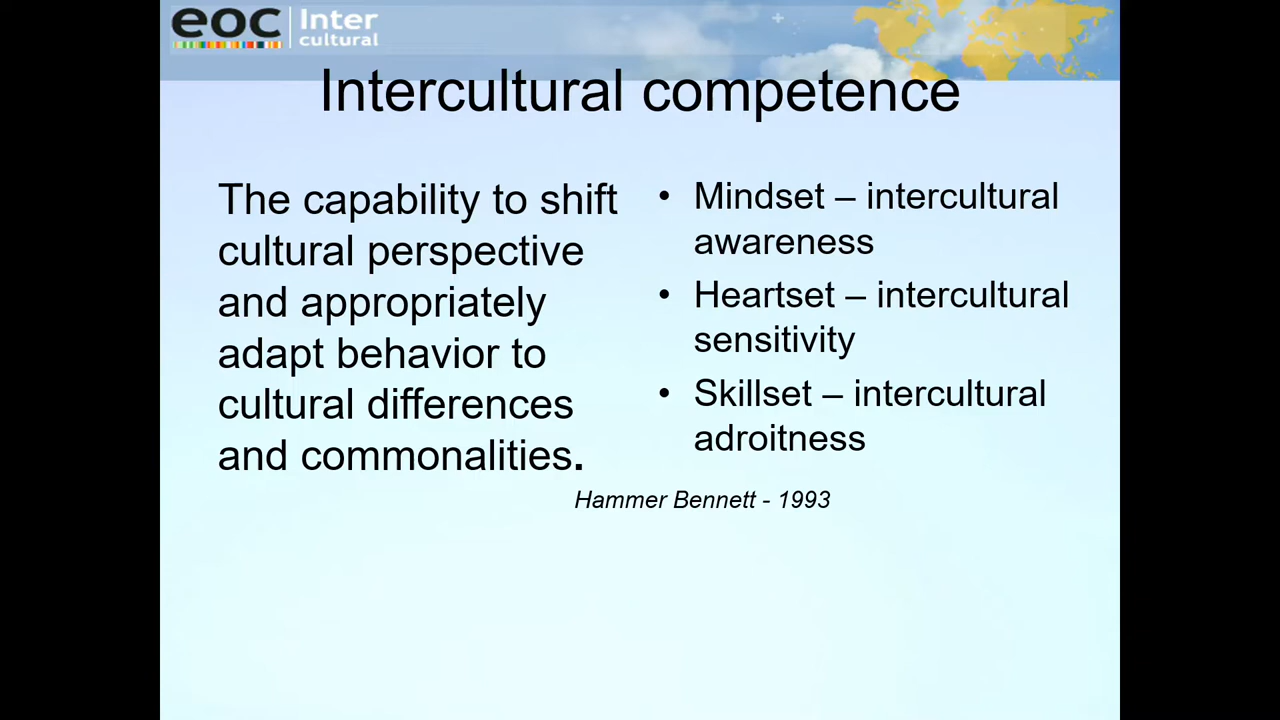 eoc Inter
cultural
Intercultural competence
The capability to shift
cultural perspective
and appropriately
adapt behavior to
cultural differences
and commonalities.
• Mindset – intercultural
awareness
• Heartset – intercultural
sensitivity
• Skillset – intercultural
adroitness
Hammer Bennett - 1993